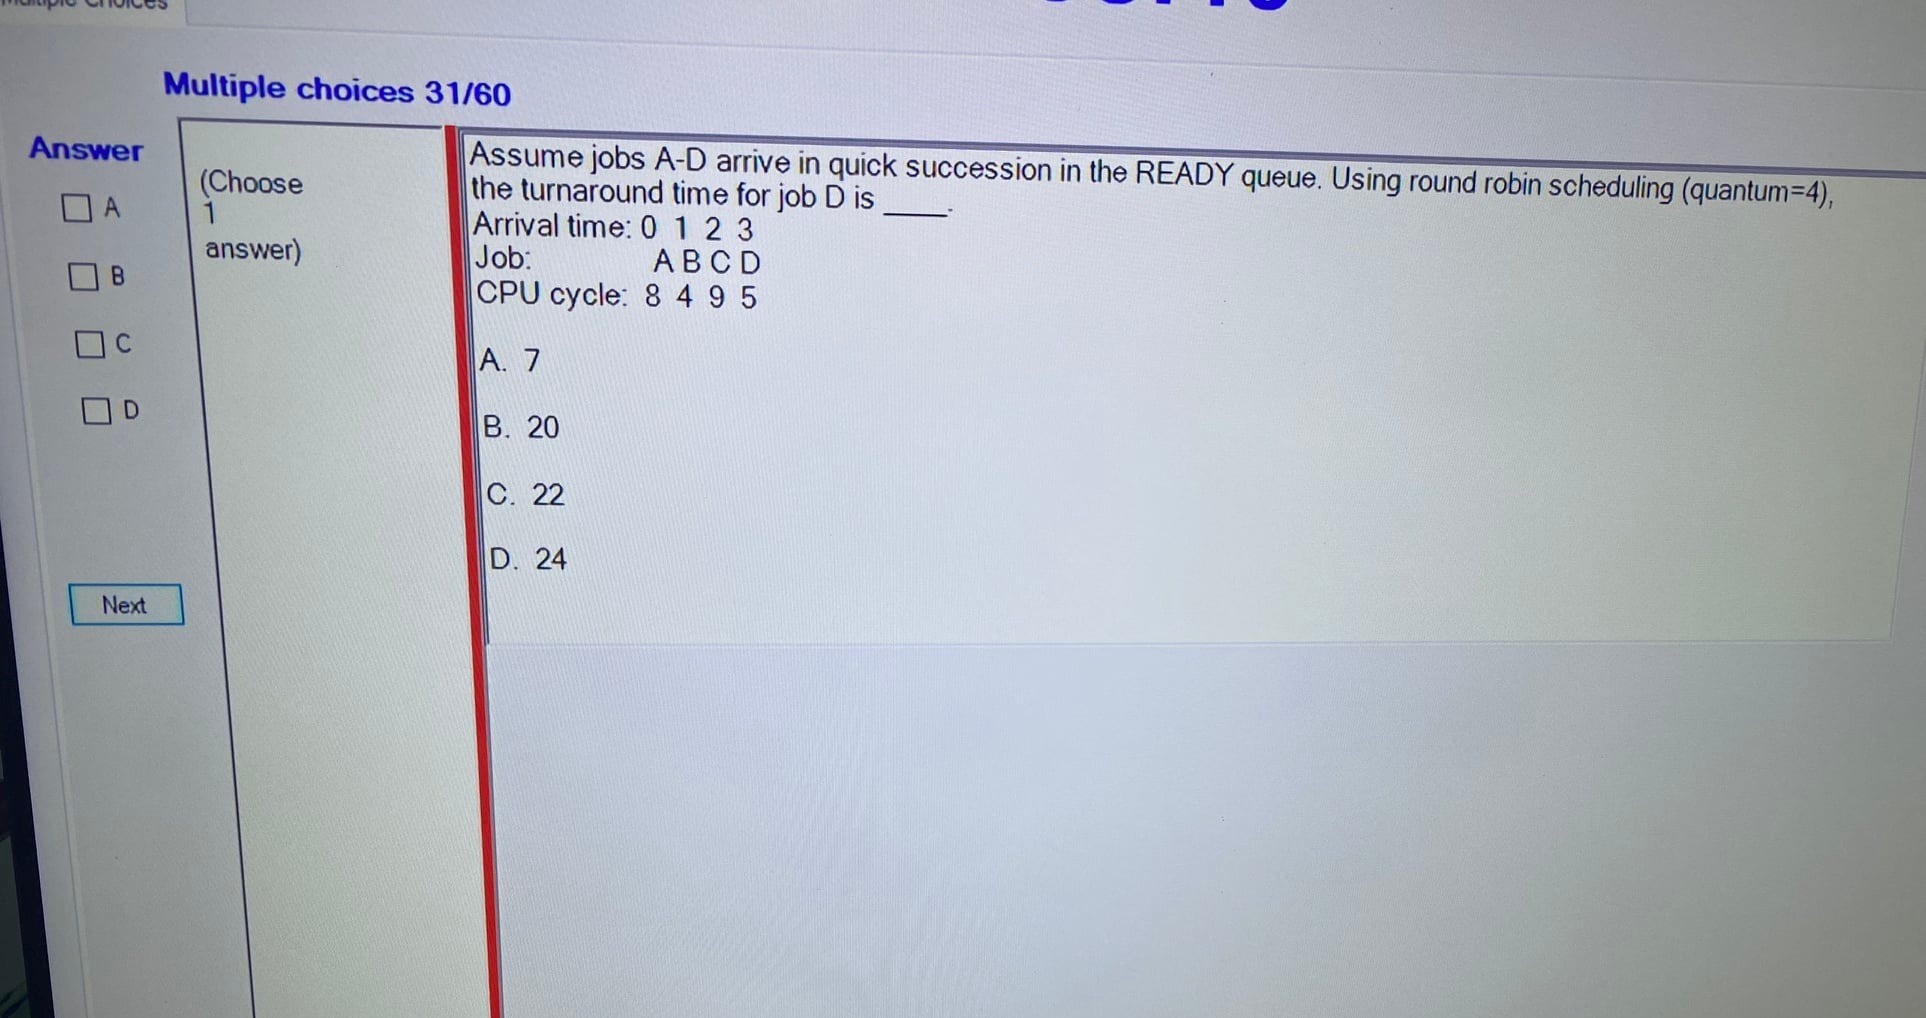 Multiple choices 31/60
Answer
A
B
C
D
Next
(Choose
1
answer)
Assume jobs A-D arrive in quick succession in the READY queue. Using round robin scheduling (quantum=4),
the turnaround time for job D is ____.
Arrival time: 0 1 2 3
Job: A B C D
CPU cycle: 8 4 9 5
A. 7
B. 20
C. 22
D. 24